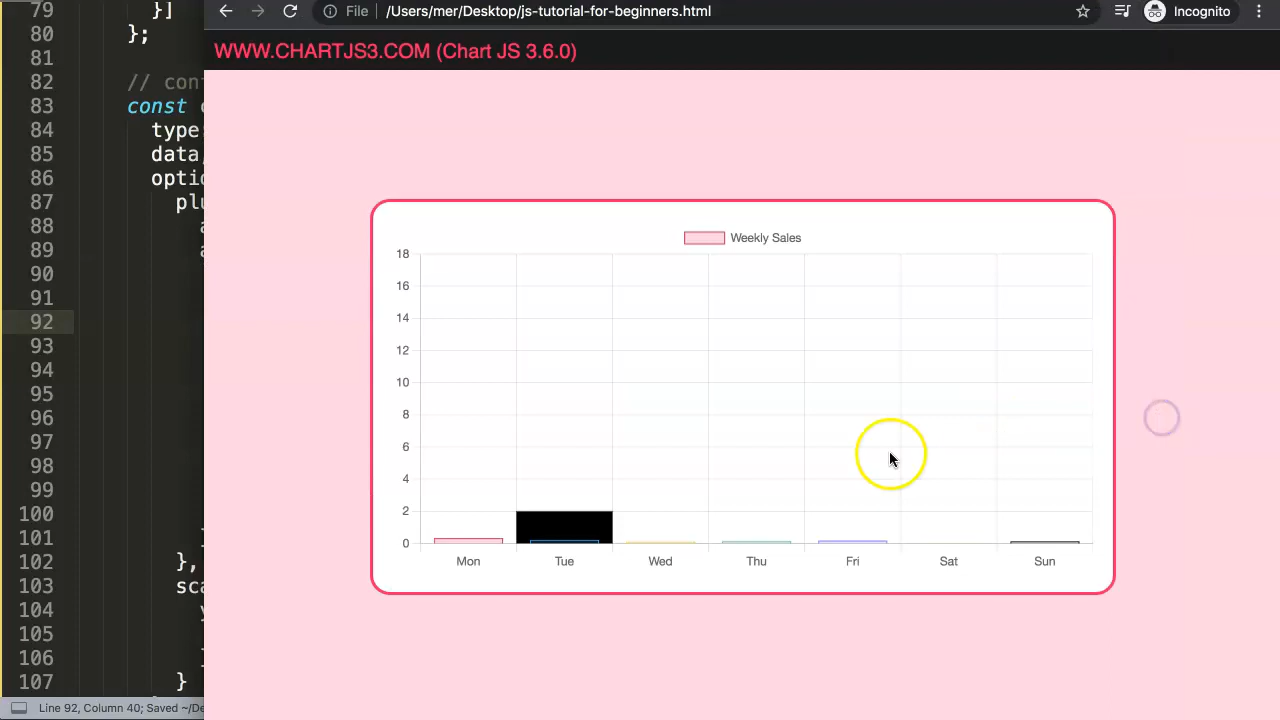 79 }]
80 };
81
82 // con
83 const
84 type:
85 data,
86 optio
87 plu
88 a
89 a
90
91
92
93
94
95
96
97
98
99
100
101
102 },
103 sca
104 y
105
106
107 }
Line 92, Column 40; Saved ~/De
File /Users/mer/Desktop/js-tutorial-for-beginners.html Incognito
WWW.CHARTJS3.COM (Chart JS 3.6.0)
Weekly Sales
18
16
14
12
10
8
6
4
2
0
Mon Tue Wed Thu Fri Sat Sun